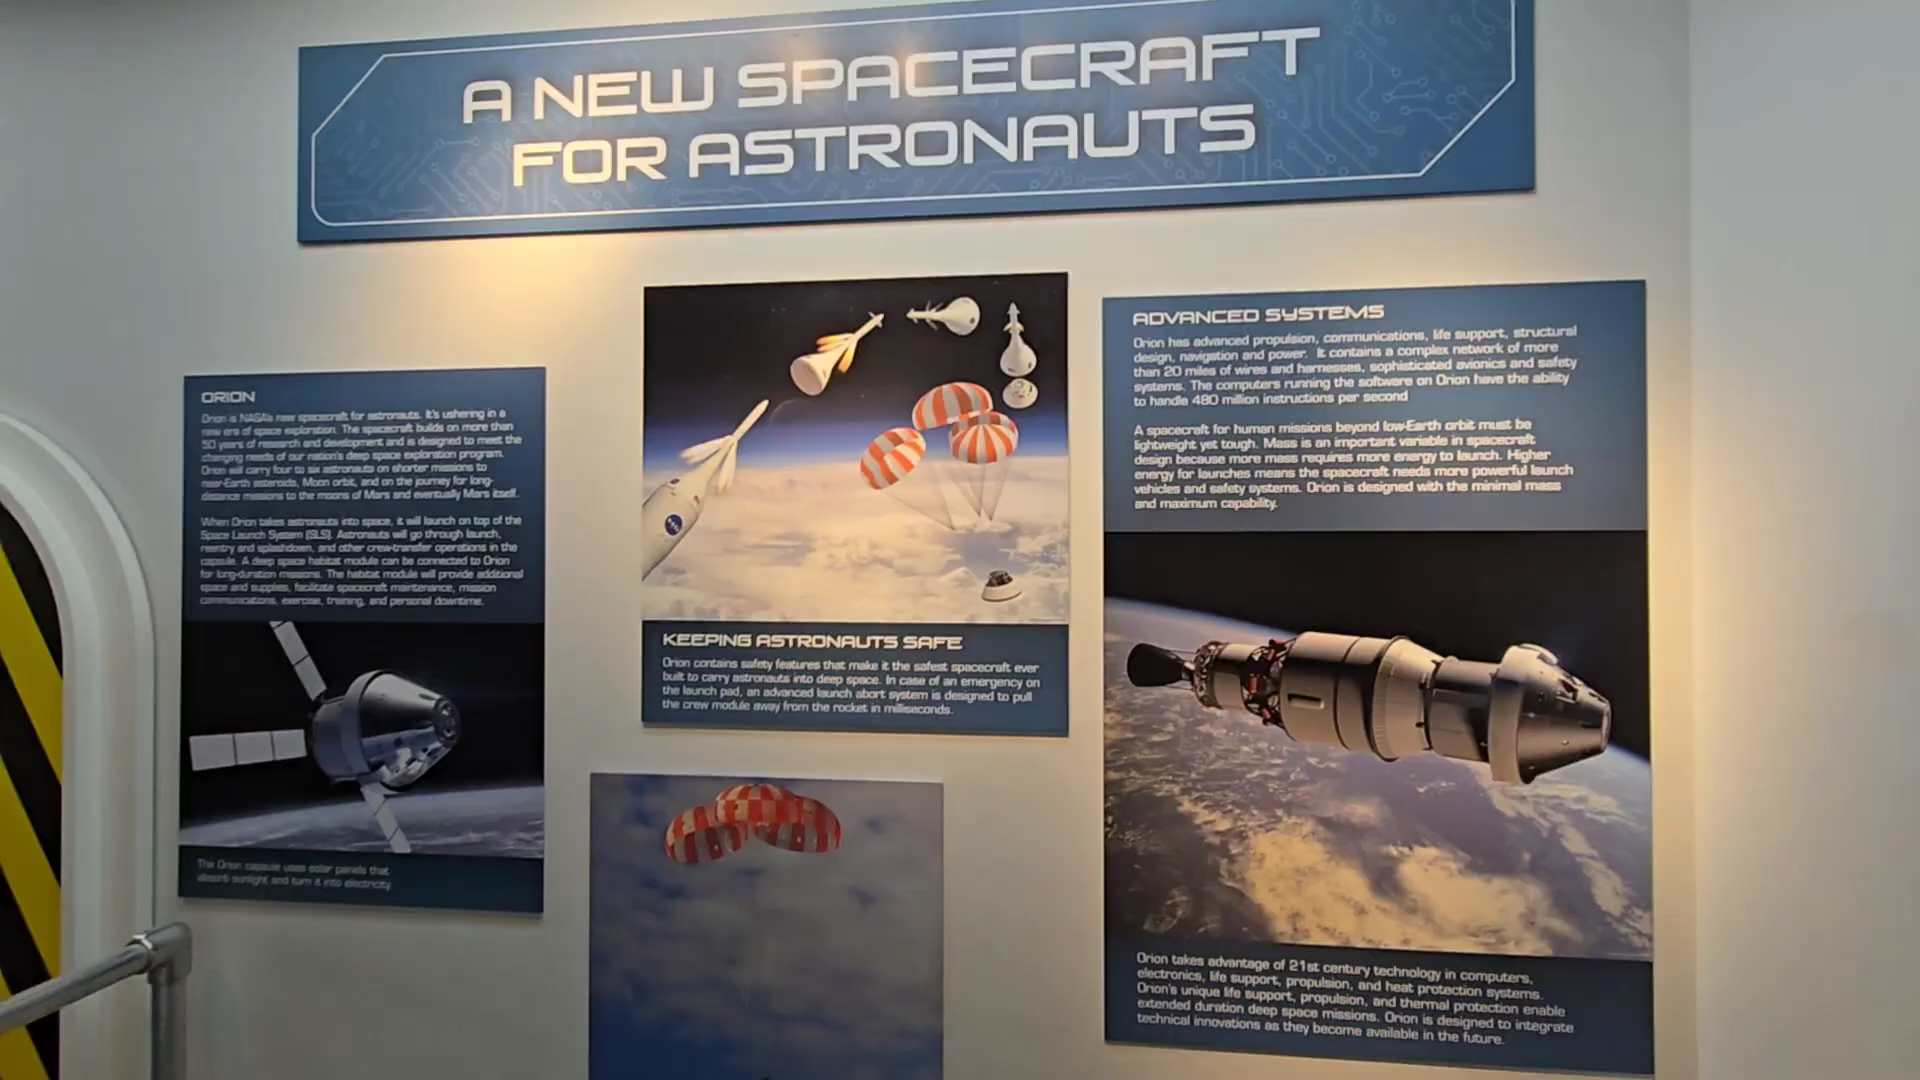 A NEW SPACECRAFT
FOR ASTRONAUTS
ORION
Orion is NASA's new spacecraft for astronauts. It's ushering in a
new era of space exploration. The spacecraft builds on more than
50 years of research and development and is designed to meet the
changing needs of our nation's deep space exploration program.
Orion will carry four to six astronauts on shorter missions to
near-Earth asteroids, Moon orbit, and on the journey for long-
distance missions to the moons of Mars and eventually Mars itself.
When Orion takes astronauts into space, it will launch on top of the
Space Launch System (SLS). Astronauts will go through launch,
reentry and splashdown, and other crew-transfer operations in the
capsule. A deep space habitat module can be connected to Orion
for long-duration missions. The habitat module will provide additional
space and supplies, facilitate spacecraft maintenance, mission
communications, exercise, training, and personal downtime.
The Orion capsule uses solar panels that
absorb sunlight and turn it into electricity
NASA
KEEPING ASTRONAUTS SAFE
Orion contains safety features that make it the safest spacecraft ever
built to carry astronauts into deep space. In case of an emergency on
the launch pad, an advanced launch abort system is designed to pull
the crew module away from the rocket in milliseconds.
ADVANCED SYSTEMS
Orion has advanced propulsion, communications, life support, structural
design, navigation and power. It contains a complex network of more
than 20 miles of wires and harnesses, sophisticated avionics and safety
systems. The computers running the software on Orion have the ability
to handle 480 million instructions per second
A spacecraft for human missions beyond low-Earth orbit must be
lightweight yet tough. Mass is an important variable in spacecraft
design because more mass requires more energy to launch. Higher
energy for launches means the spacecraft needs more powerful launch
vehicles and safety systems. Orion is designed with the minimal mass
and maximum capability.
Orion takes advantage of 21st century technology in computers,
electronics, life support, propulsion, and heat protection systems.
Orion's unique life support, propulsion, and thermal protection enable
extended duration deep space missions. Orion is designed to integrate
technical innovations as they become available in the future.